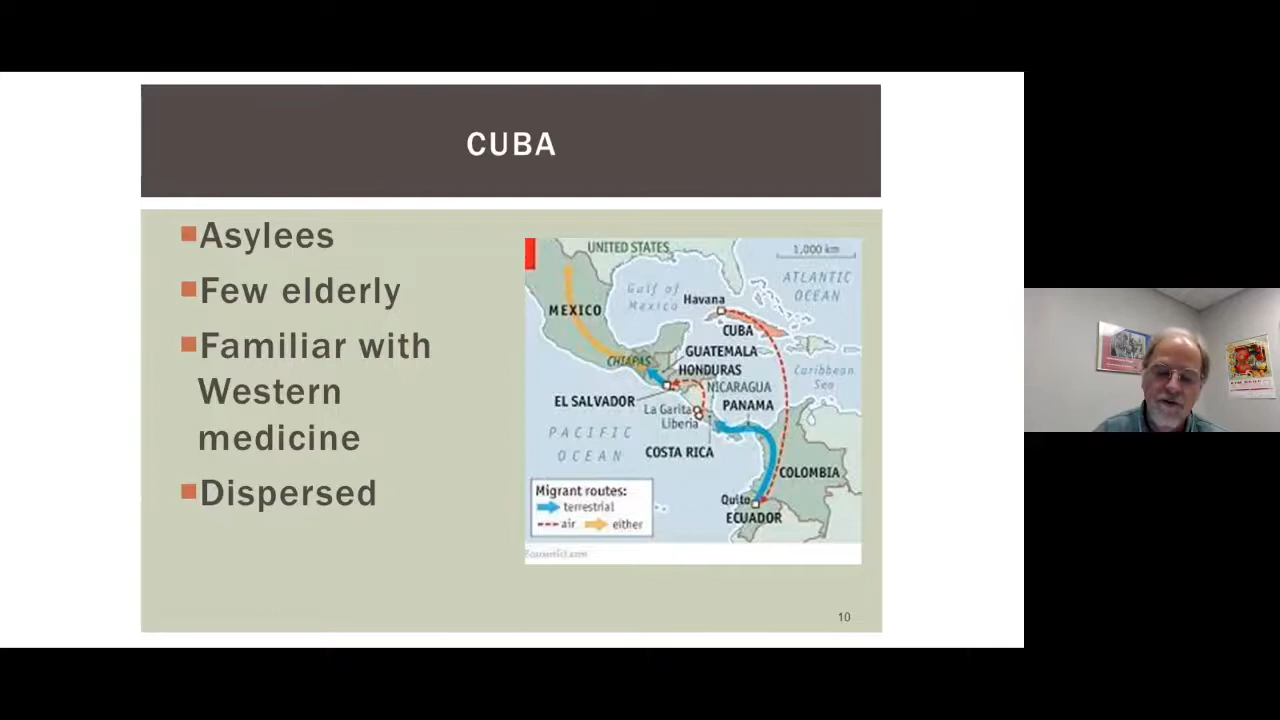 CUBA
Asylees
Few elderly
Familiar with
Western
medicine
Dispersed
UNITED STATES
1,000 km
ATLANTIC
OCEAN
Gulf of
Mexico
Havana
MEXICO
CUBA
CHIAPAS
GUATEMALA
HONDURAS
Caribbean
Sea
NICARAGUA
EL SALVADOR
La Garita
PANAMA
Liberia
PACIFIC
OCEAN
COSTA RICA
COLOMBIA
Migrant routes:
terrestrial
air either
Quito
ECUADOR
Economist.com
10